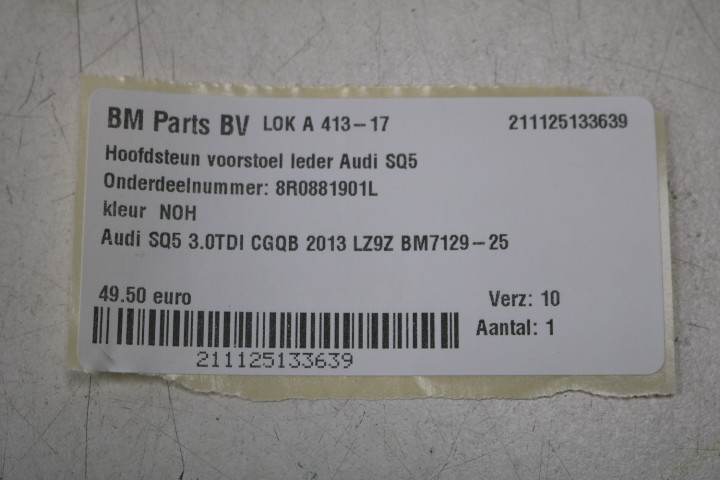 BM Parts BV LOK A 413-17 211125133639
Hoofdsteun voorstoel leder Audi SQ5
Onderdeelnummer: 8R0881901L
kleur NOH
Audi SQ5 3.0TDI CGQB 2013 LZ9Z BM7129-25
49.50 euro Verz: 10
Aantal: 1
211125133639